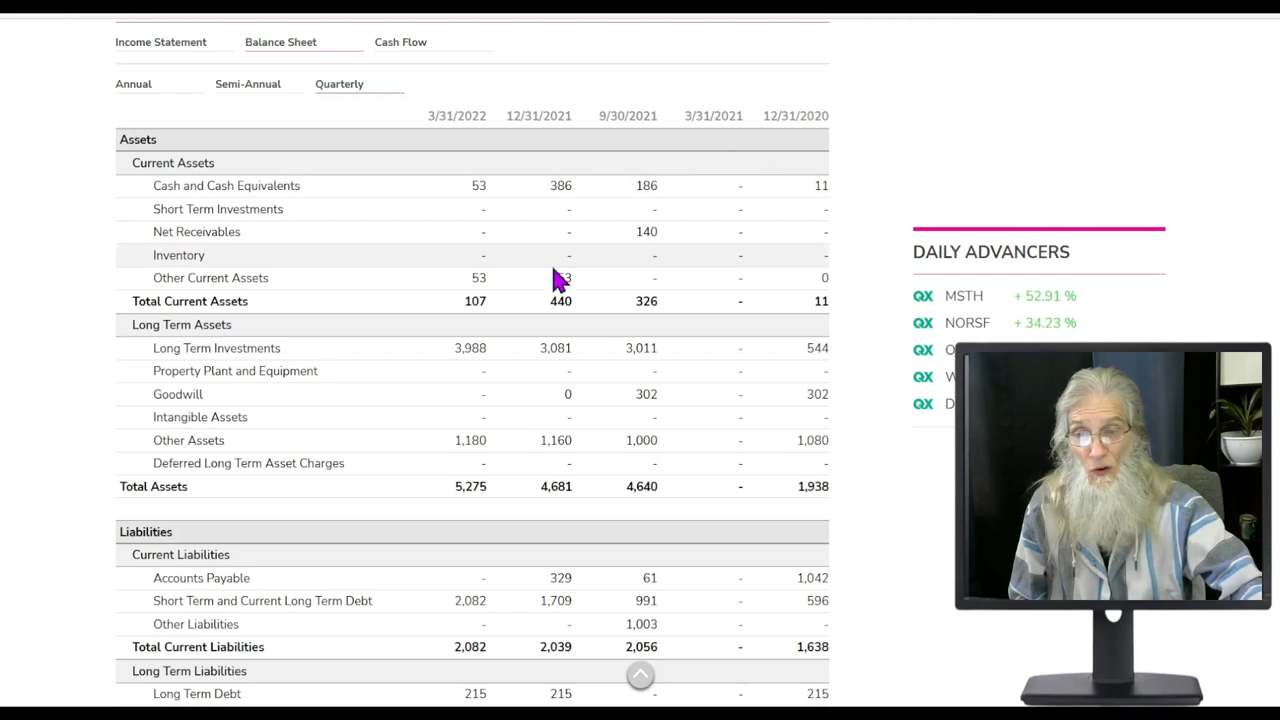 Income Statement Balance Sheet Cash Flow
Annual Semi-Annual Quarterly
3/31/2022 12/31/2021 9/30/2021 3/31/2021 12/31/2020
Assets
Current Assets
Cash and Cash Equivalents 53 386 186 - 11
Short Term Investments - - - - -
Net Receivables - - 140 - -
Inventory - - - - -
Other Current Assets 53 - - 0
Total Current Assets 107 440 326 - 11
Long Term Assets
Long Term Investments 3,988 3,081 3,011 - 544
Property Plant and Equipment - - - - -
Goodwill - 0 302 - 302
Intangible Assets - - - - -
Other Assets 1,180 1,160 1,000 - 1,080
Deferred Long Term Asset Charges - - - - -
Total Assets 5,275 4,681 4,640 - 1,938
Liabilities
Current Liabilities
Accounts Payable - 329 61 - 1,042
Short Term and Current Long Term Debt 2,082 1,709 991 - 596
Other Liabilities - - 1,003 - -
Total Current Liabilities 2,082 2,039 2,056 - 1,638
Long Term Liabilities
Long Term Debt 215 215 - - 215
DAILY ADVANCERS
QX MSTH + 52.91 %
QX NORSF + 34.23 %
QX
QX
QX